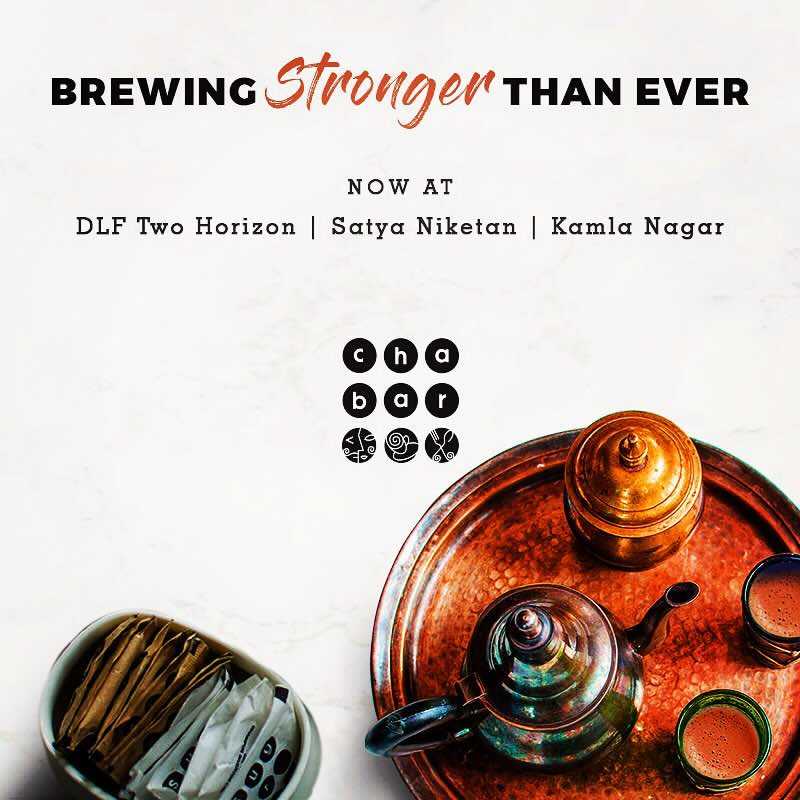 BREWING Stronger THAN EVER
NOW AT
DLF Two Horizon | Satya Niketan | Kamla Nagar
cha
bar